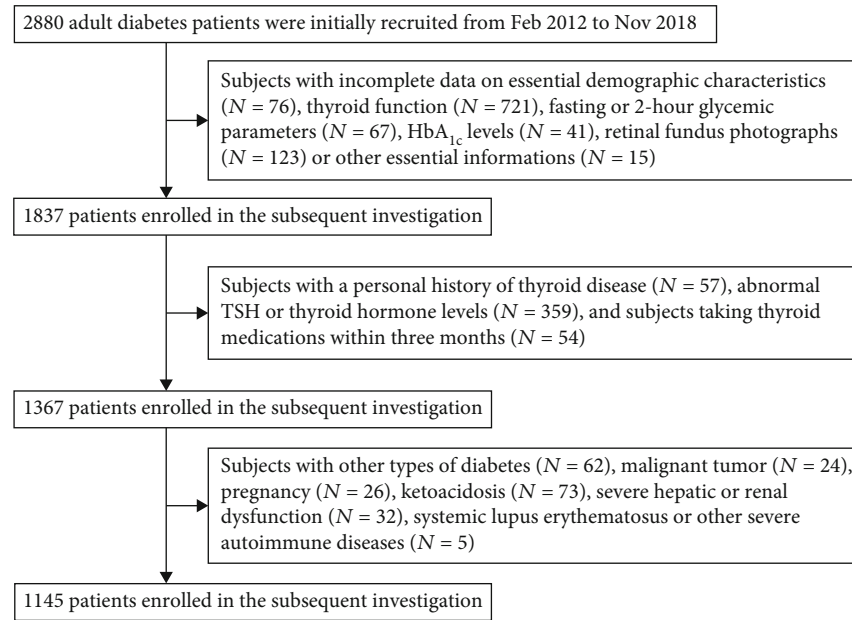 2880 adult diabetes patients were initially recruited from Feb 2012 to Nov 2018
Subjects with incomplete data on essential demographic characteristics
(N = 76), thyroid function (N = 721), fasting or 2-hour glycemic
parameters (N = 67), HbA1c levels (N = 41), retinal fundus photographs
(N = 123) or other essential informations (N = 15)
1837 patients enrolled in the subsequent investigation
Subjects with a personal history of thyroid disease (N = 57), abnormal
TSH or thyroid hormone levels (N = 359), and subjects taking thyroid
medications within three months (N = 54)
1367 patients enrolled in the subsequent investigation
Subjects with other types of diabetes (N = 62), malignant tumor (N = 24),
pregnancy (N = 26), ketoacidosis (N = 73), severe hepatic or renal
dysfunction (N = 32), systemic lupus erythematosus or other severe
autoimmune diseases (N = 5)
1145 patients enrolled in the subsequent investigation